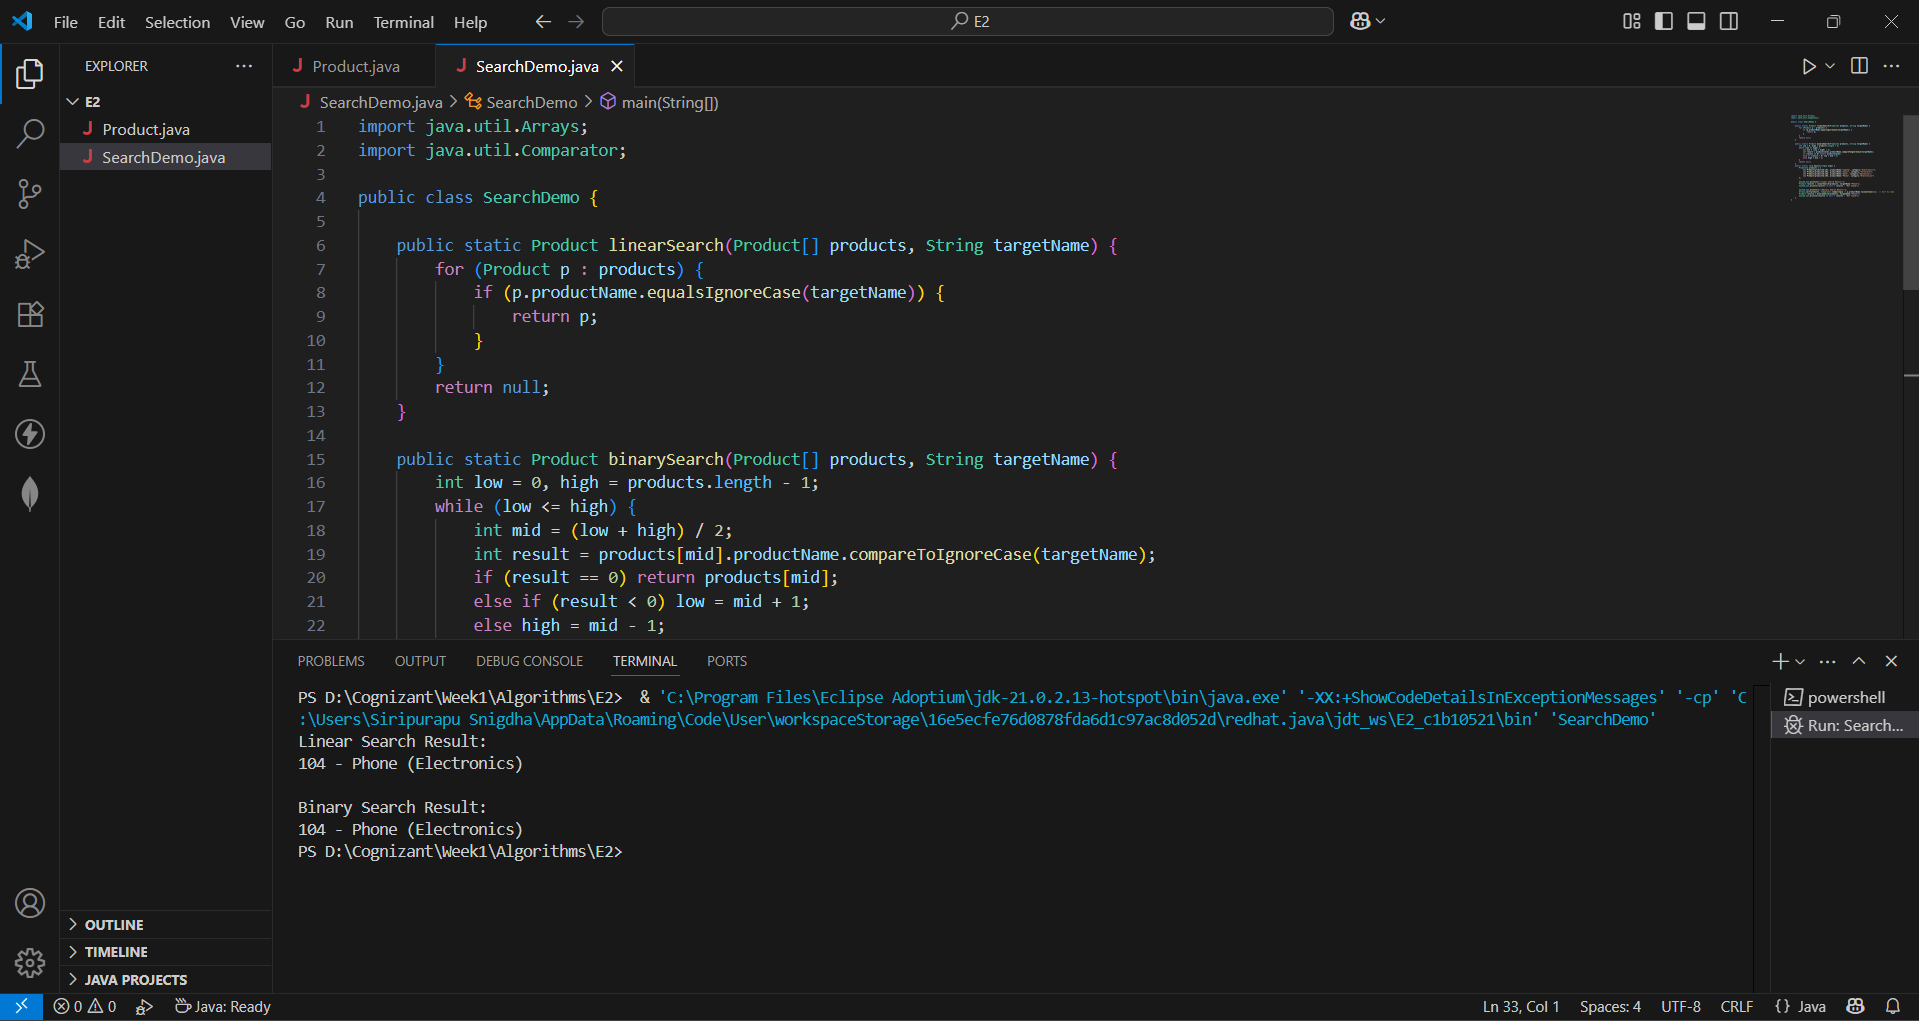 File Edit Selection View Go Run Terminal Help E2
EXPLORER
E2
Product.java
SearchDemo.java
OUTLINE
TIMELINE
JAVA PROJECTS
Product.java SearchDemo.java
SearchDemo.java > SearchDemo > main(String[])
1 import java.util.Arrays;
2 import java.util.Comparator;
3
4 public class SearchDemo {
5
6 public static Product linearSearch(Product[] products, String targetName) {
7 for (Product p : products) {
8 if (p.productName.equalsIgnoreCase(targetName)) {
9 return p;
10 }
11 }
12 return null;
13 }
14
15 public static Product binarySearch(Product[] products, String targetName) {
16 int low = 0, high = products.length - 1;
17 while (low <= high) {
18 int mid = (low + high) / 2;
19 int result = products[mid].productName.compareToIgnoreCase(targetName);
20 if (result == 0) return products[mid];
21 else if (result < 0) low = mid + 1;
22 else high = mid - 1;
PROBLEMS OUTPUT DEBUG CONSOLE TERMINAL PORTS
PS D:\Cognizant\Week1\Algorithms\E2> & 'C:\Program Files\Eclipse Adoptium\jdk-21.0.2.13-hotspot\bin\java.exe' '-XX:+ShowCodeDetailsInExceptionMessages' '-cp' 'C
:\Users\Siripurapu Snigdha\AppData\Roaming\Code\User\workspaceStorage\16e5ecfe76d0878fda6d1c97ac8d052d\redhat.java\jdt_ws\E2_c1b10521\bin' 'SearchDemo'
Linear Search Result:
104 - Phone (Electronics)

Binary Search Result:
104 - Phone (Electronics)
PS D:\Cognizant\Week1\Algorithms\E2>
powershell
Run: Search...
0 0 Java: Ready Ln 33, Col 1 Spaces: 4 UTF-8 CRLF {} Java